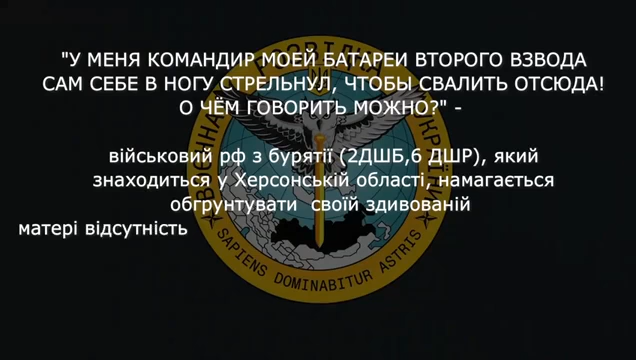 "У МЕНЯ КОМАНДИР МОЕЙ БАТАРЕИ ВТОРОГО ВЗВОДА
САМ СЕБЕ В НОГУ СТРЕЛЬНУЛ, ЧТОБЫ СВАЛИТЬ ОТСЮДА!
О ЧЁМ ГОВОРИТЬ МОЖНО?" -
військовий рф з бурятії (2ДШБ,6 ДШР), який
знаходиться у Херсонській області, намагається
обгрунтувати своїй здивованій
матері відсутність
SAPIENS DOMINABITUR ASTRIS